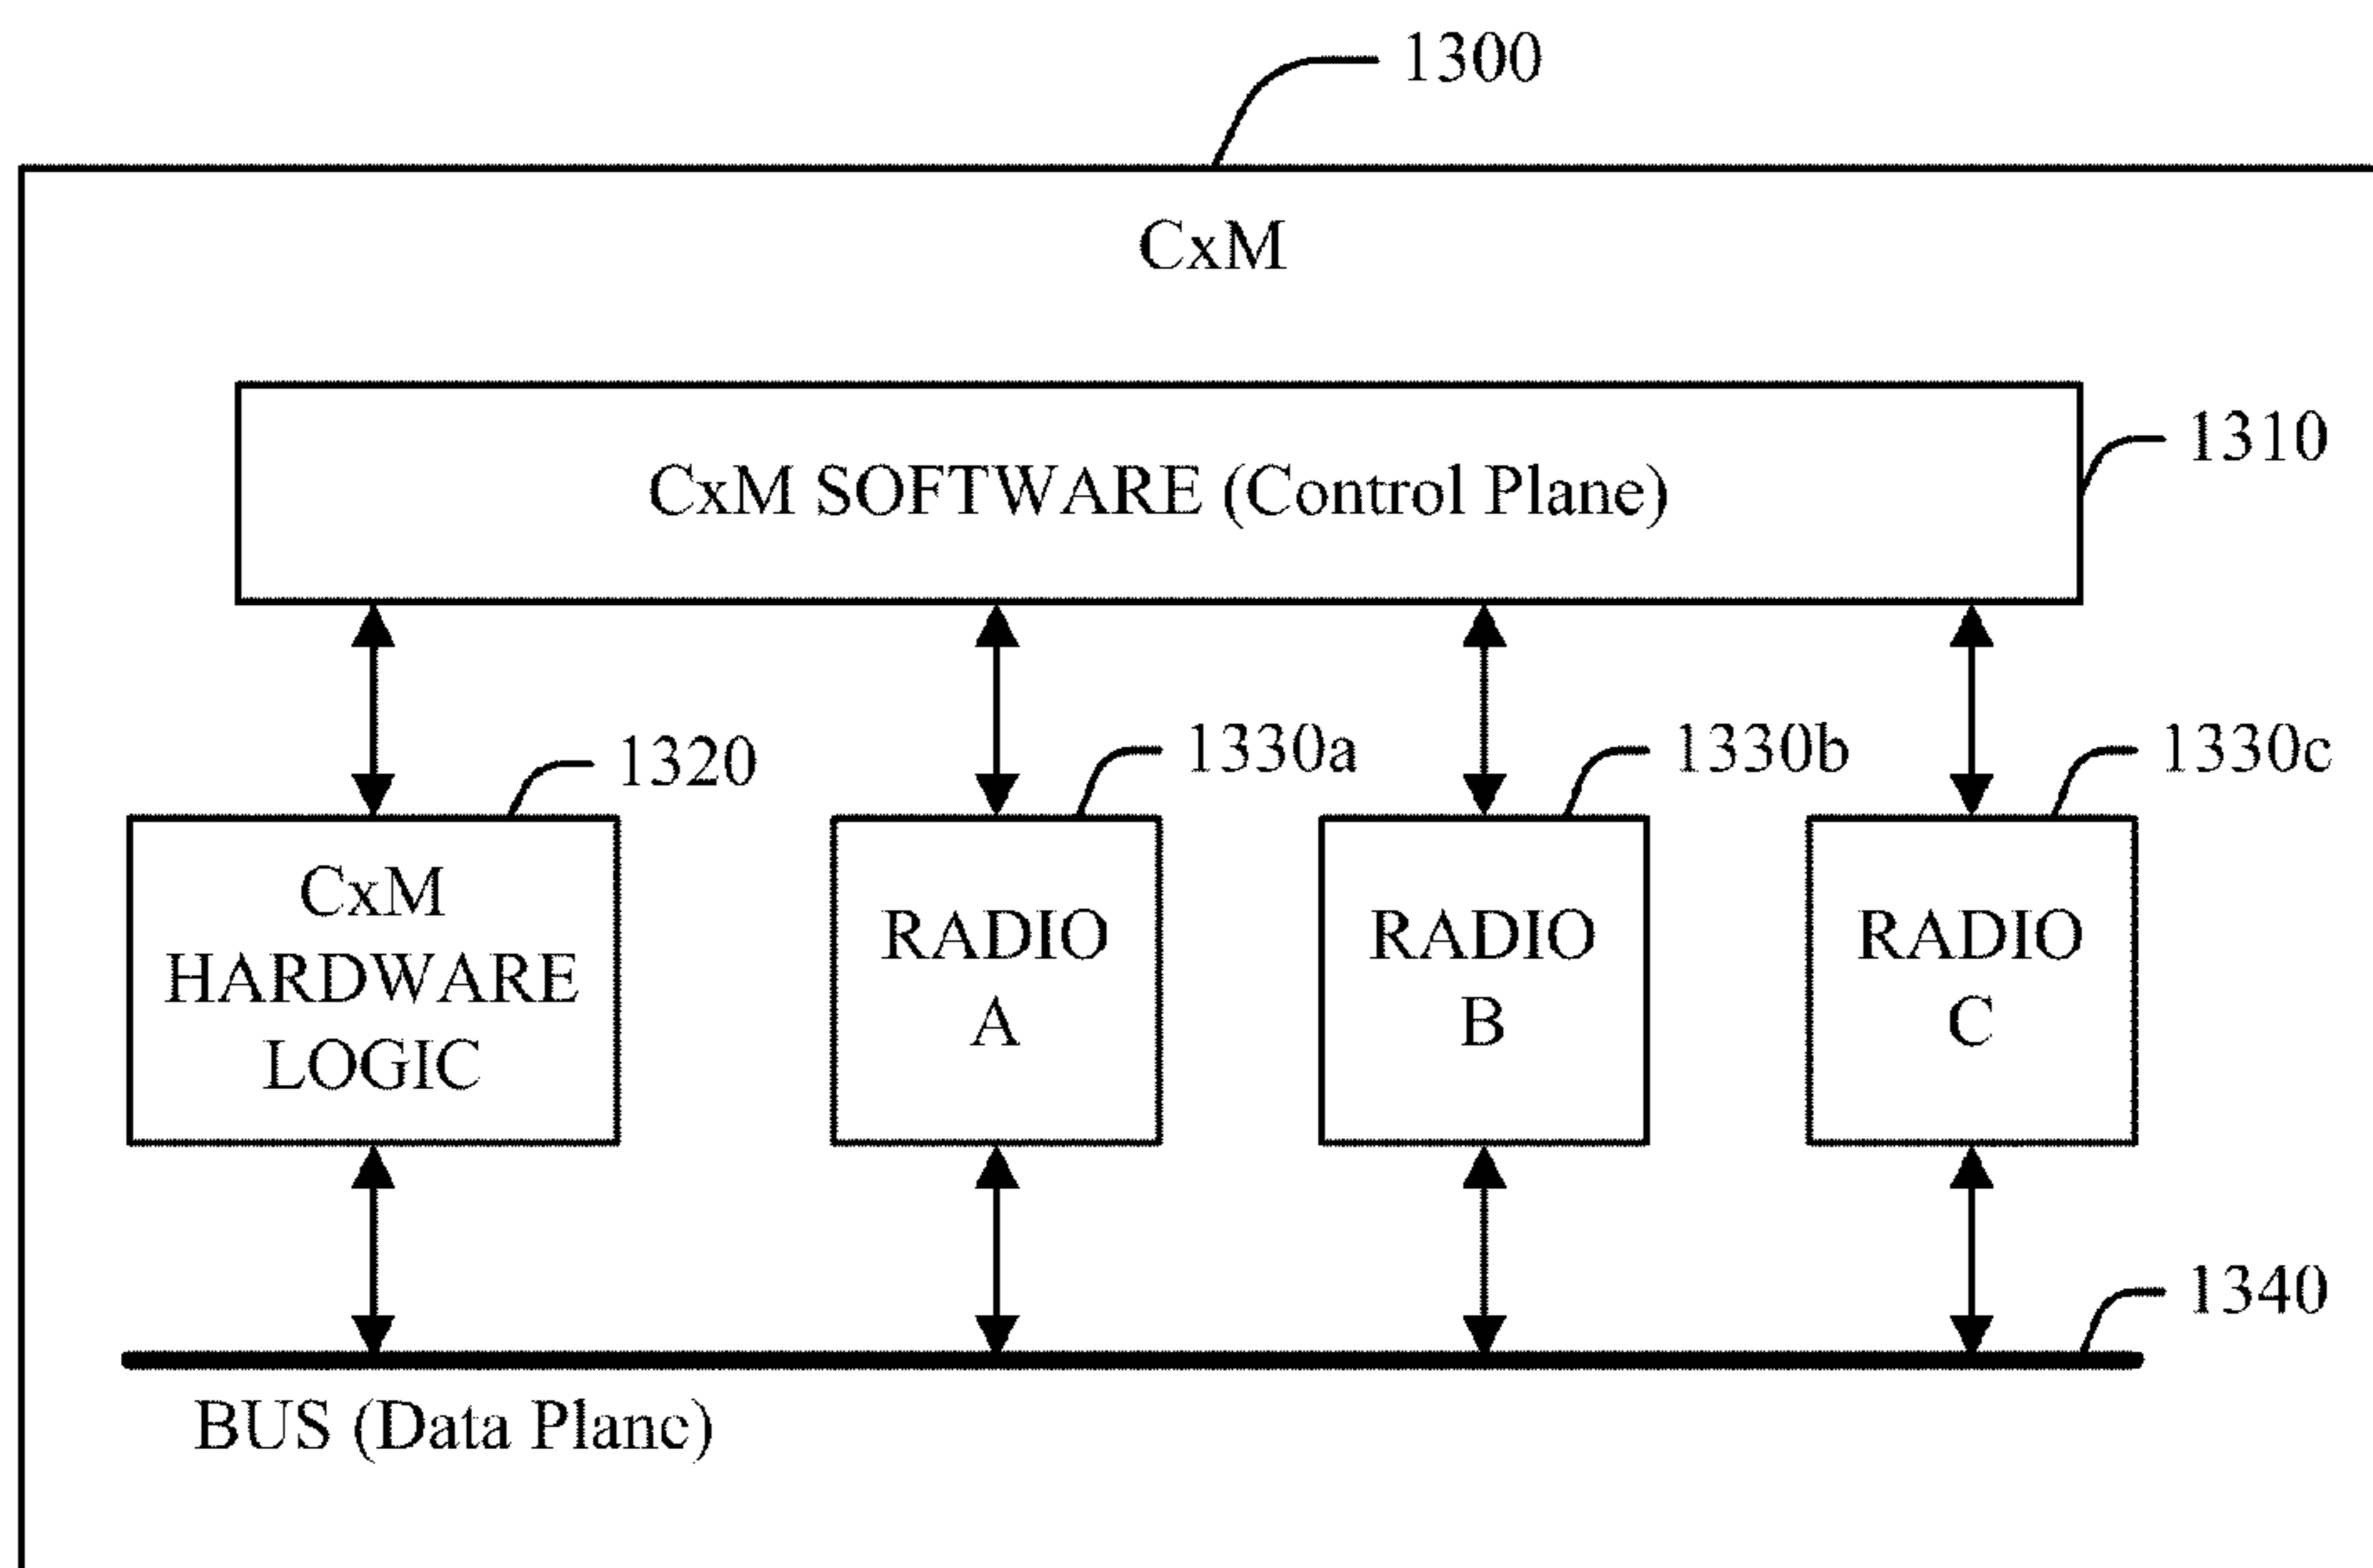 1300
CxM
CxM SOFTWARE (Control Plane)
1310
1320
1330a
1330b
1330c
CxM
HARDWARE
LOGIC
RADIO
A
RADIO
B
RADIO
C
1340
BUS (Data Plane)